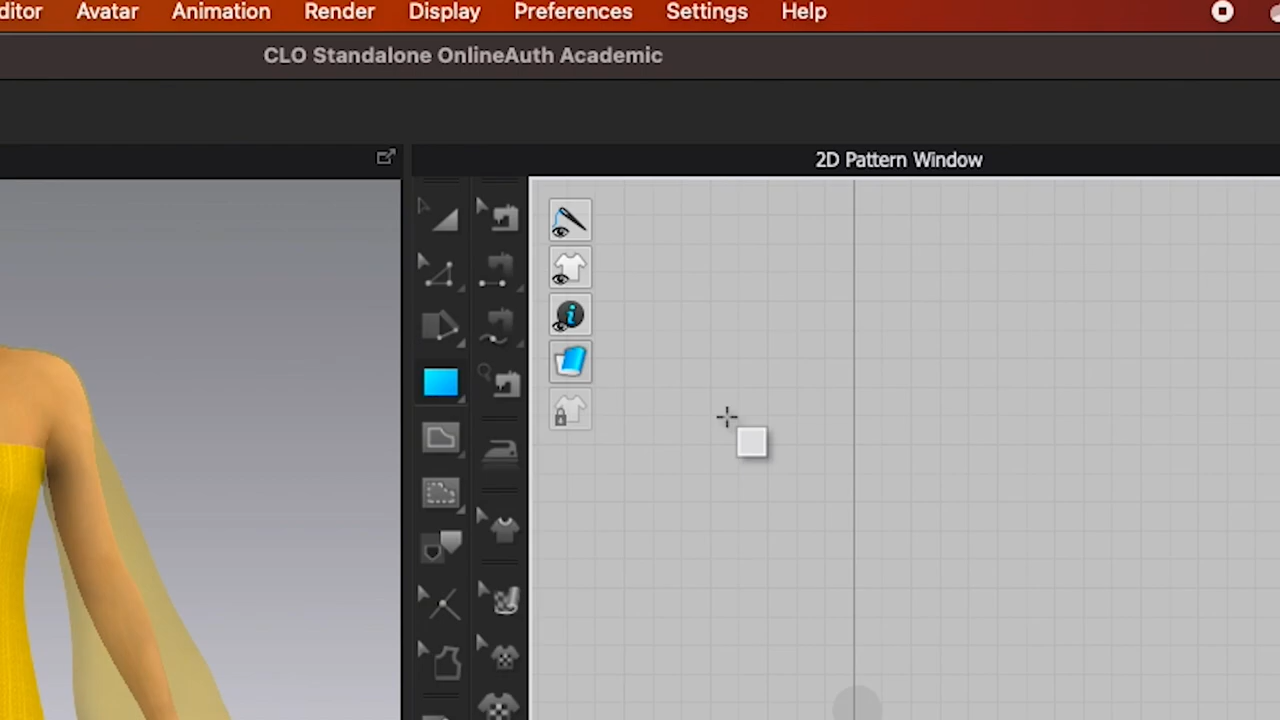 ditor Avatar Animation Render Display Preferences Settings Help
CLO Standalone OnlineAuth Academic
2D Pattern Window